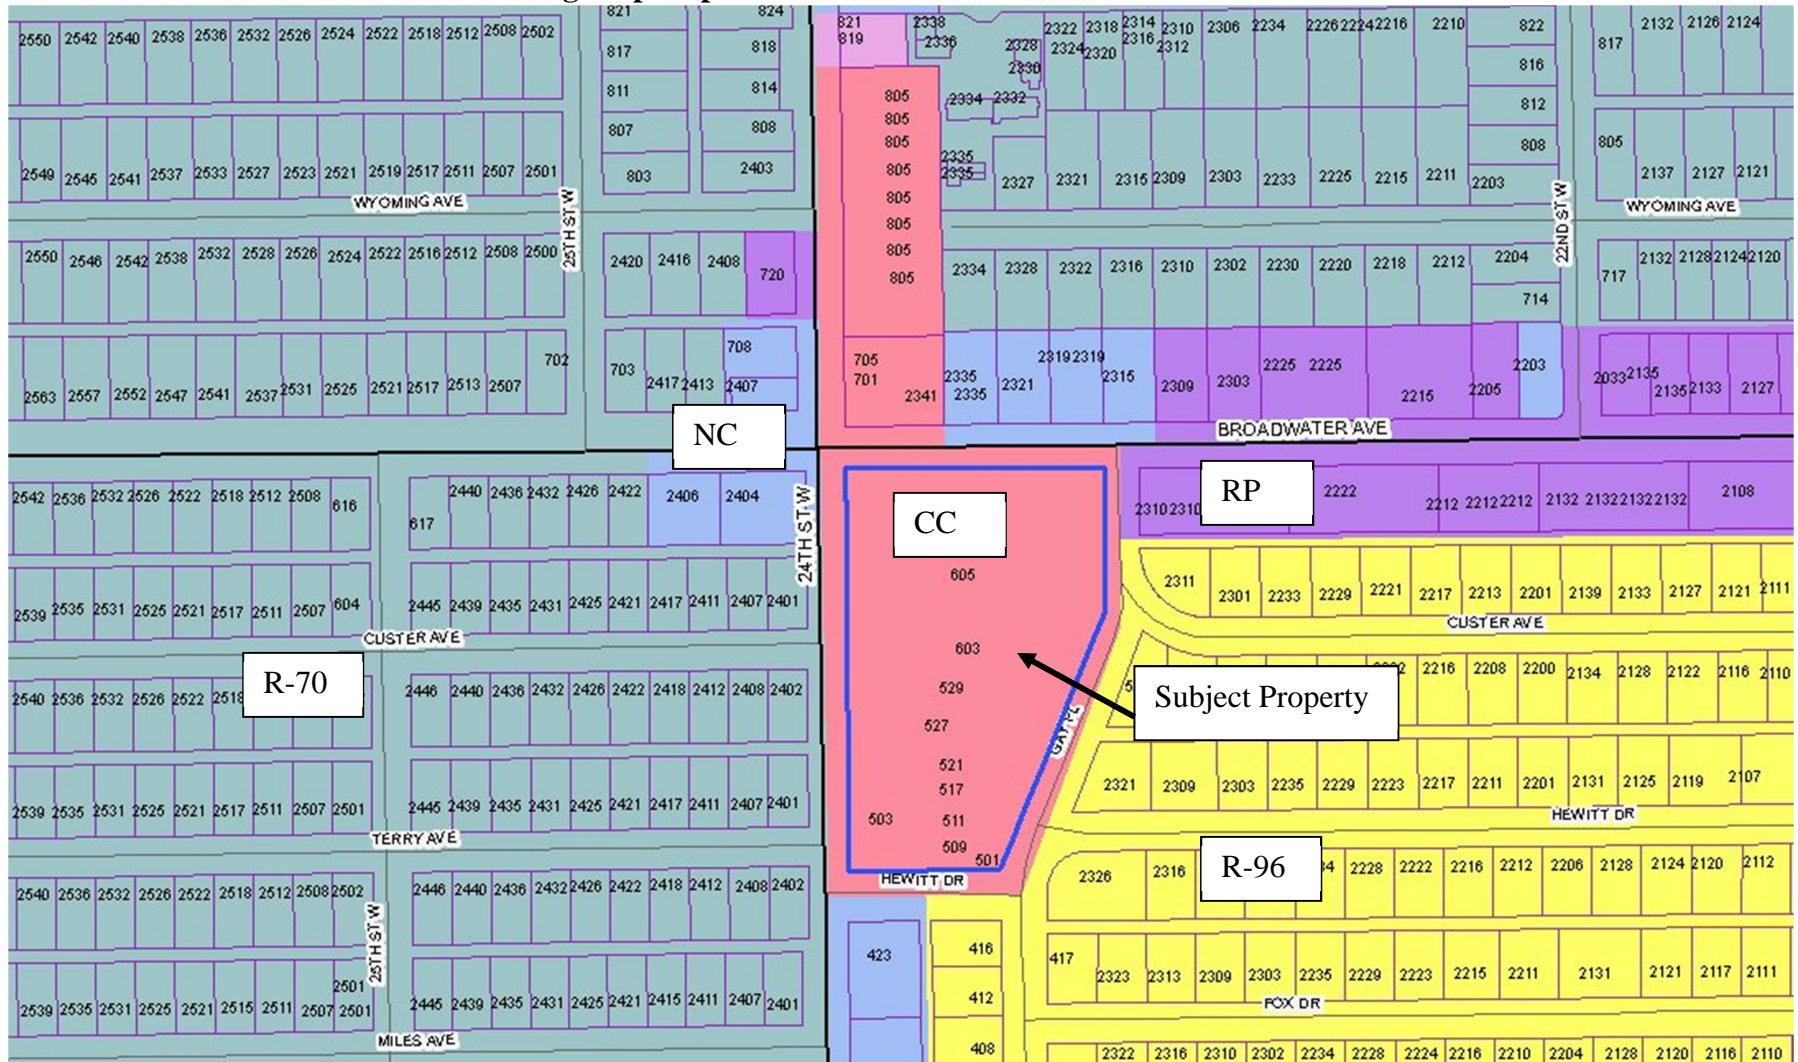 821 824 821 2338 2322 2318 2314 2310 2306 2234 2226 2224 2216 2210 822 2132 2126 2124
2550 2542 2540 2538 2536 2532 2526 2524 2522 2518 2512 2508 2502 817 818 819 2336 2328 2324 2320 2316 2312 817
2330 816
811 814 805 2334 2332 812
807 808 805 808 805
805 2335
2549 2545 2541 2537 2533 2527 2523 2521 2519 2517 2511 2507 2501 803 2403 805 2335 2327 2321 2315 2309 2303 2233 2225 2215 2211 2203 2137 2127 2121
WYOMING AVE 805 WYOMING AVE
25TH ST W 22ND ST W
805
2550 2546 2542 2538 2532 2528 2526 2524 2522 2516 2512 2508 2500 2420 2416 2408 720 805 2334 2328 2322 2316 2310 2302 2230 2220 2218 2212 2204 717 2132 2128 2124 2120
805 714
702 708 705 2319 2319 2225 2225 2203
2563 2557 2552 2547 2541 2537 2531 2525 2521 2517 2513 2507 703 2417 2413 2407 701 2341 2335 2335 2321 2315 2309 2303 2215 2205 2033 2135 2135 2133 2127
NC
BROADWATER AVE
2542 2536 2532 2526 2522 2518 2512 2508 616 617 2440 2436 2432 2426 2422 2406 2404
RP
2310 2310 2222 2212 2212 2212 2132 2132 2132 2132 2108
CC
24TH ST W
605
2539 2535 2531 2525 2521 2517 2511 2507 604 2445 2439 2435 2431 2425 2421 2417 2411 2407 2401 2311 2301 2233 2229 2221 2217 2213 2201 2139 2133 2127 2121 2111
CUSTER AVE CUSTER AVE
603
R-70
2540 2536 2532 2526 2522 2518 2446 2440 2436 2432 2426 2422 2418 2412 2408 2402 529 2216 2208 2200 2134 2128 2122 2116 2110
Subject Property
527 GAY PL
521
517
2539 2535 2531 2525 2521 2517 2511 2507 2501 2445 2439 2435 2431 2425 2421 2417 2411 2407 2401 2321 2309 2303 2235 2229 2223 2217 2211 2201 2131 2125 2119 2107
503 511 HEWITT DR
TERRY AVE
509
501
HEWITT DR
R-96
2540 2536 2532 2526 2522 2518 2512 2508 2502 2446 2440 2436 2432 2426 2422 2418 2412 2408 2402 2326 2316 2228 2222 2216 2212 2206 2128 2124 2120 2112
25TH ST W
423 416 417 2323 2313 2309 2303 2235 2229 2223 2215 2211 2131 2121 2117 2111
2501
2539 2535 2531 2525 2521 2515 2511 2507 2501 2445 2439 2435 2431 2425 2421 2415 2411 2407 2401 412
FOX DR
MILES AVE
408 2322 2316 2310 2302 2234 2228 2224 2216 2210 2204 2128 2120 2116 2110